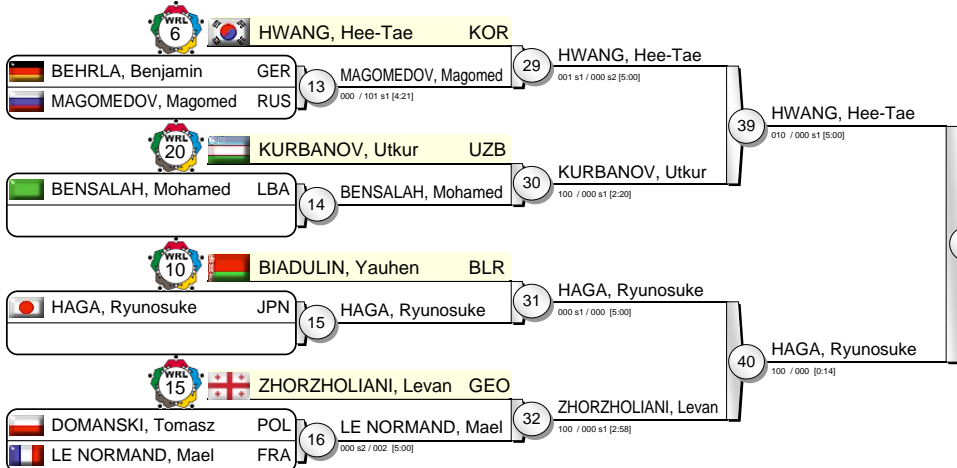 WRL
6
HWANG, Hee-Tae KOR
BEHRLA, Benjamin GER
MAGOMEDOV, Magomed RUS
13
MAGOMEDOV, Magomed
000 / 101 s1 [4:21]
29
HWANG, Hee-Tae
001 s1 / 000 s2 [5:00]
WRL
20
KURBANOV, Utkur UZB
BENSALAH, Mohamed LBA
14
BENSALAH, Mohamed
30
KURBANOV, Utkur
100 / 000 s1 [2:20]
39
HWANG, Hee-Tae
010 / 000 s1 [5:00]
WRL
10
BIADULIN, Yauhen BLR
HAGA, Ryunosuke JPN
15
HAGA, Ryunosuke
31
HAGA, Ryunosuke
000 s1 / 000 [5:00]
WRL
15
ZHORZHOLIANI, Levan GEO
DOMANSKI, Tomasz POL
LE NORMAND, Mael FRA
16
LE NORMAND, Mael
000 s2 / 002 [5:00]
32
ZHORZHOLIANI, Levan
100 / 000 s1 [2:58]
40
HAGA, Ryunosuke
100 / 000 [0:14]